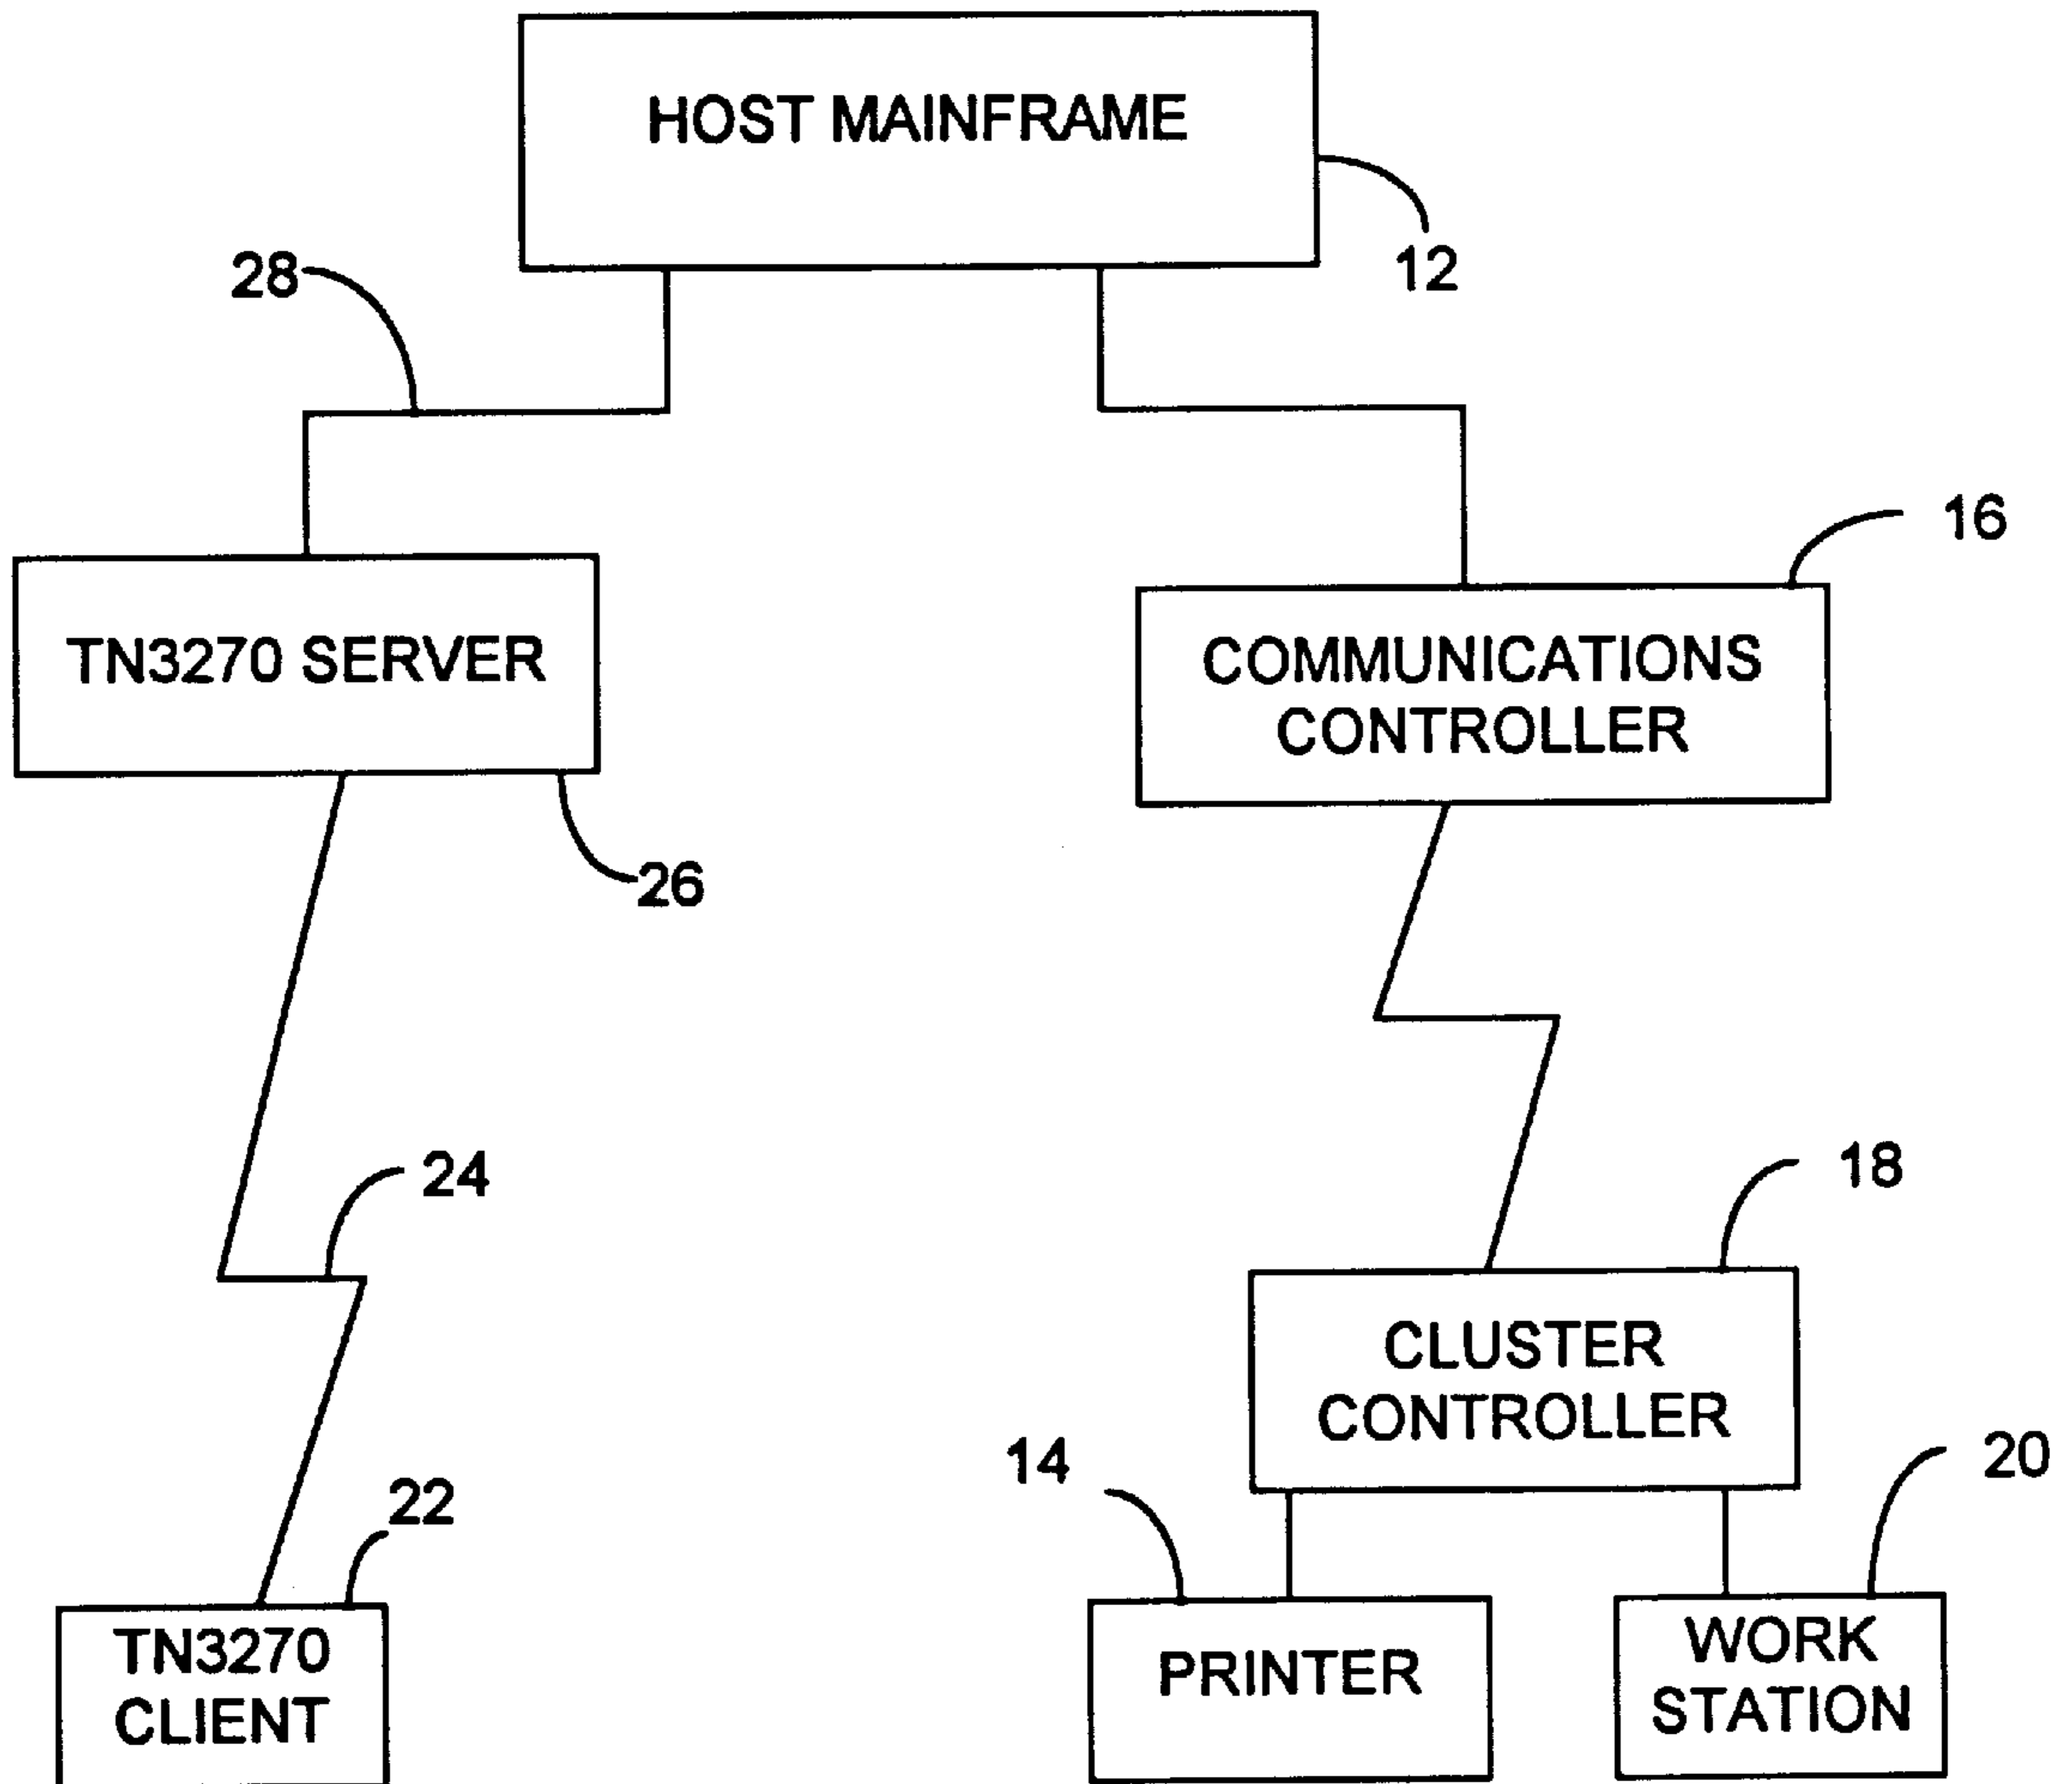 HOST MAINFRAME
12
28
16
TN3270 SERVER
COMMUNICATIONS
CONTROLLER
26
24
18
CLUSTER
CONTROLLER
14
20
22
TN3270
CLIENT
PRINTER
WORK
STATION